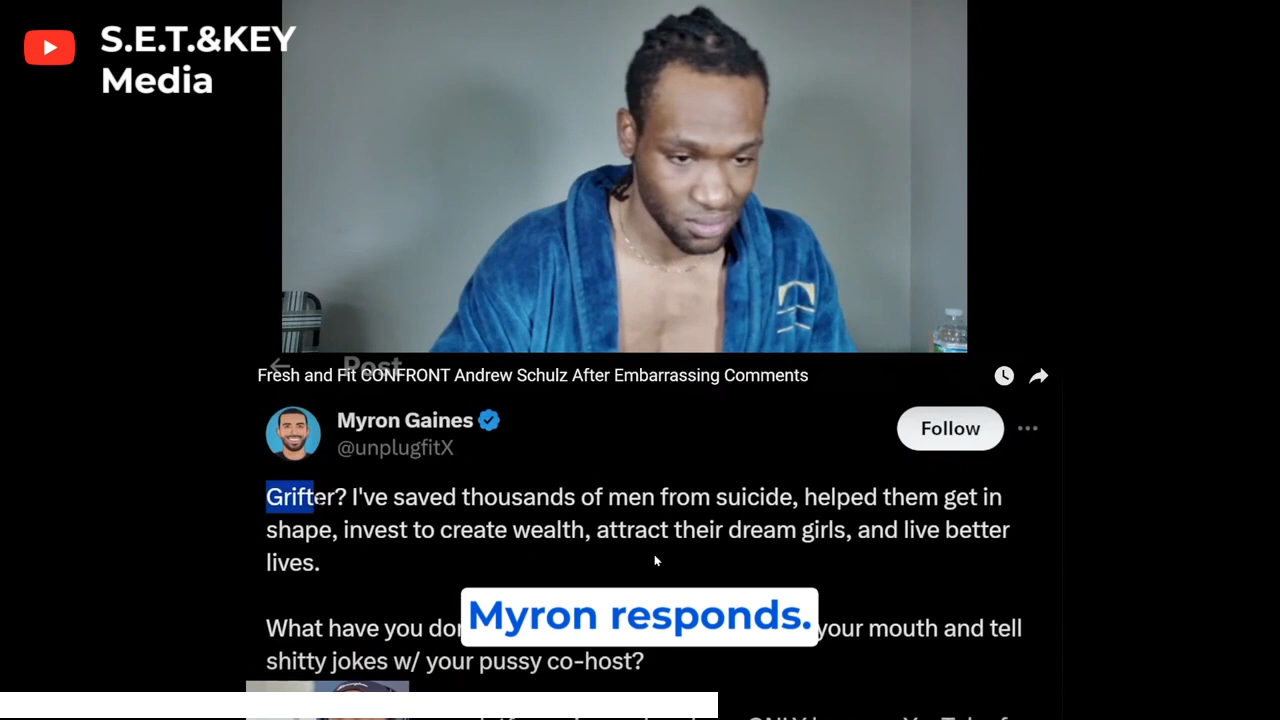 S.E.T.&KEY
Media
Post
Fresh and Fit CONFRONT Andrew Schulz After Embarrassing Comments
Myron Gaines
@unplugfitX
Follow
Grifter? I've saved thousands of men from suicide, helped them get in
shape, invest to create wealth, attract their dream girls, and live better
lives.
Myron responds.
What have you your mouth and tell
shitty jokes w/ your pussy co-host?